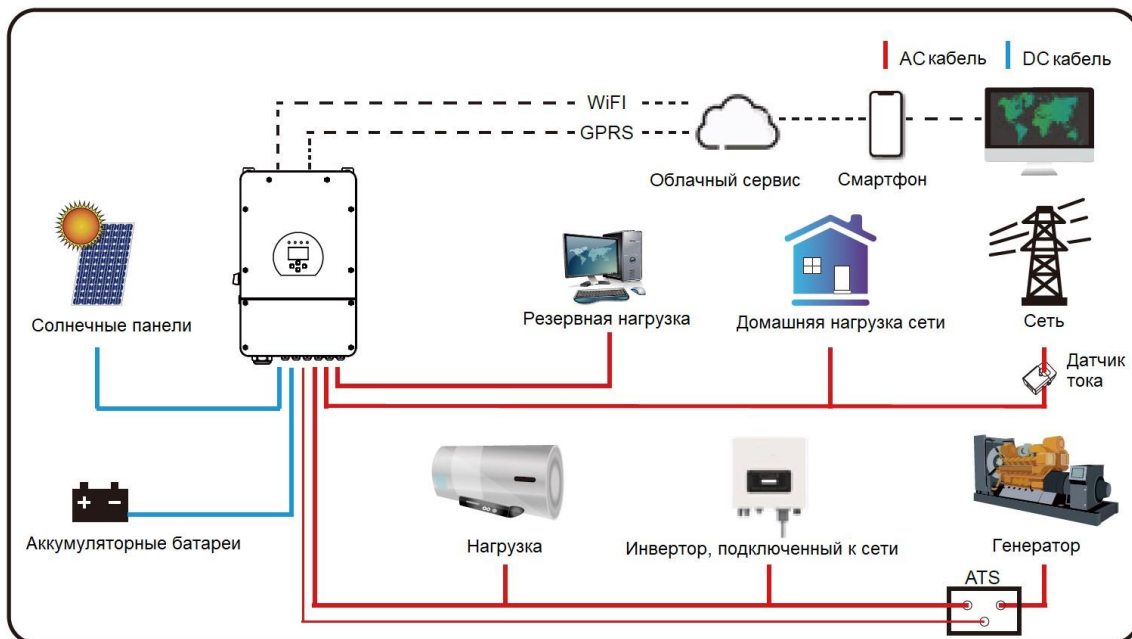 AC кабель
DC кабель
WiFI
GPRS
Облачный сервис
Смартфон
Солнечные панели
Резервная нагрузка
Домашняя нагрузка сети
Сеть
Датчик
тока
Аккумуляторные батареи
Нагрузка
Инвертор, подключенный к сети
Генератор
ATS